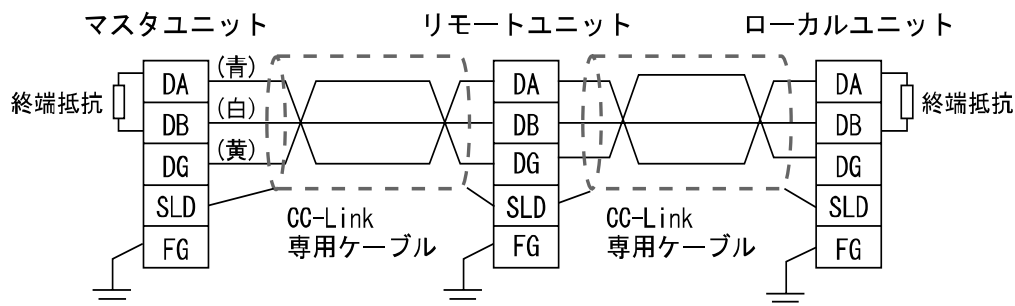 マスタユニット
リモートユニット
ローカルユニット
終端抵抗
DA
DB
DG
SLD
FG
(青)
(白)
(黄)
CC-Link
専用ケーブル
DA
DB
DG
SLD
FG
CC-Link
専用ケーブル
DA
DB
DG
SLD
FG
終端抵抗